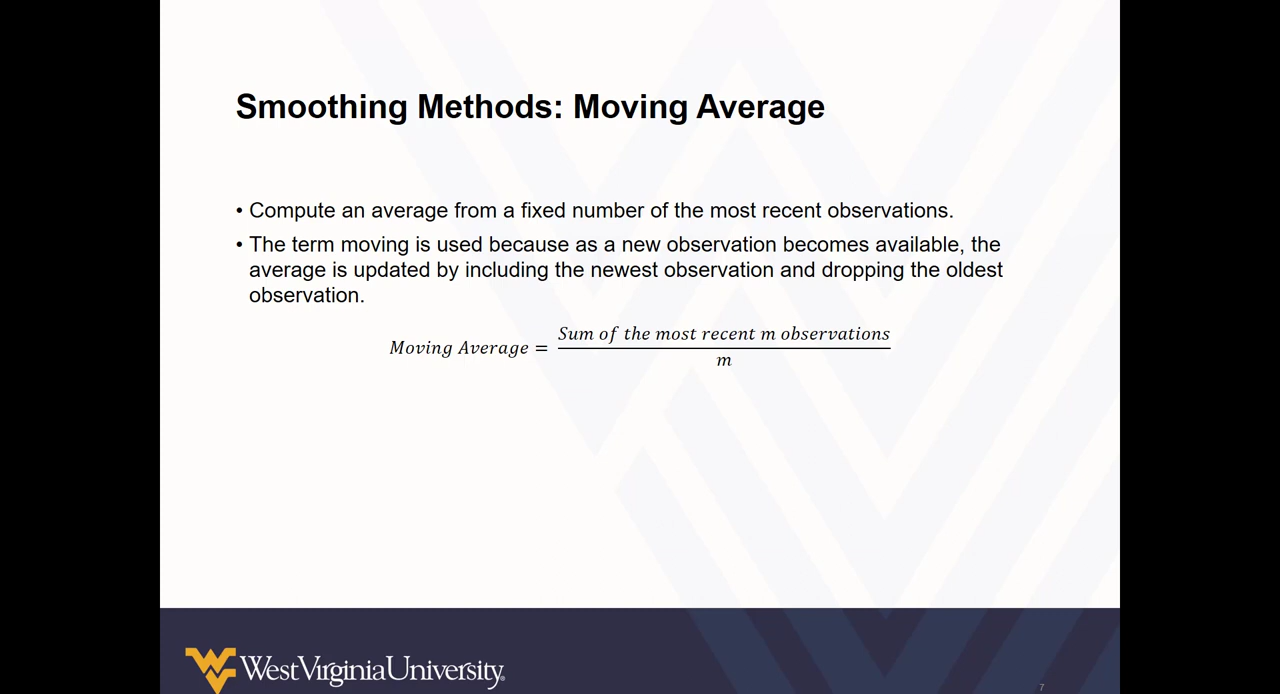 Smoothing Methods: Moving Average
• Compute an average from a fixed number of the most recent observations.
• The term moving is used because as a new observation becomes available, the
average is updated by including the newest observation and dropping the oldest
observation.
Moving Average = Sum of the most recent m observations
m
WestVirginiaUniversity®
7